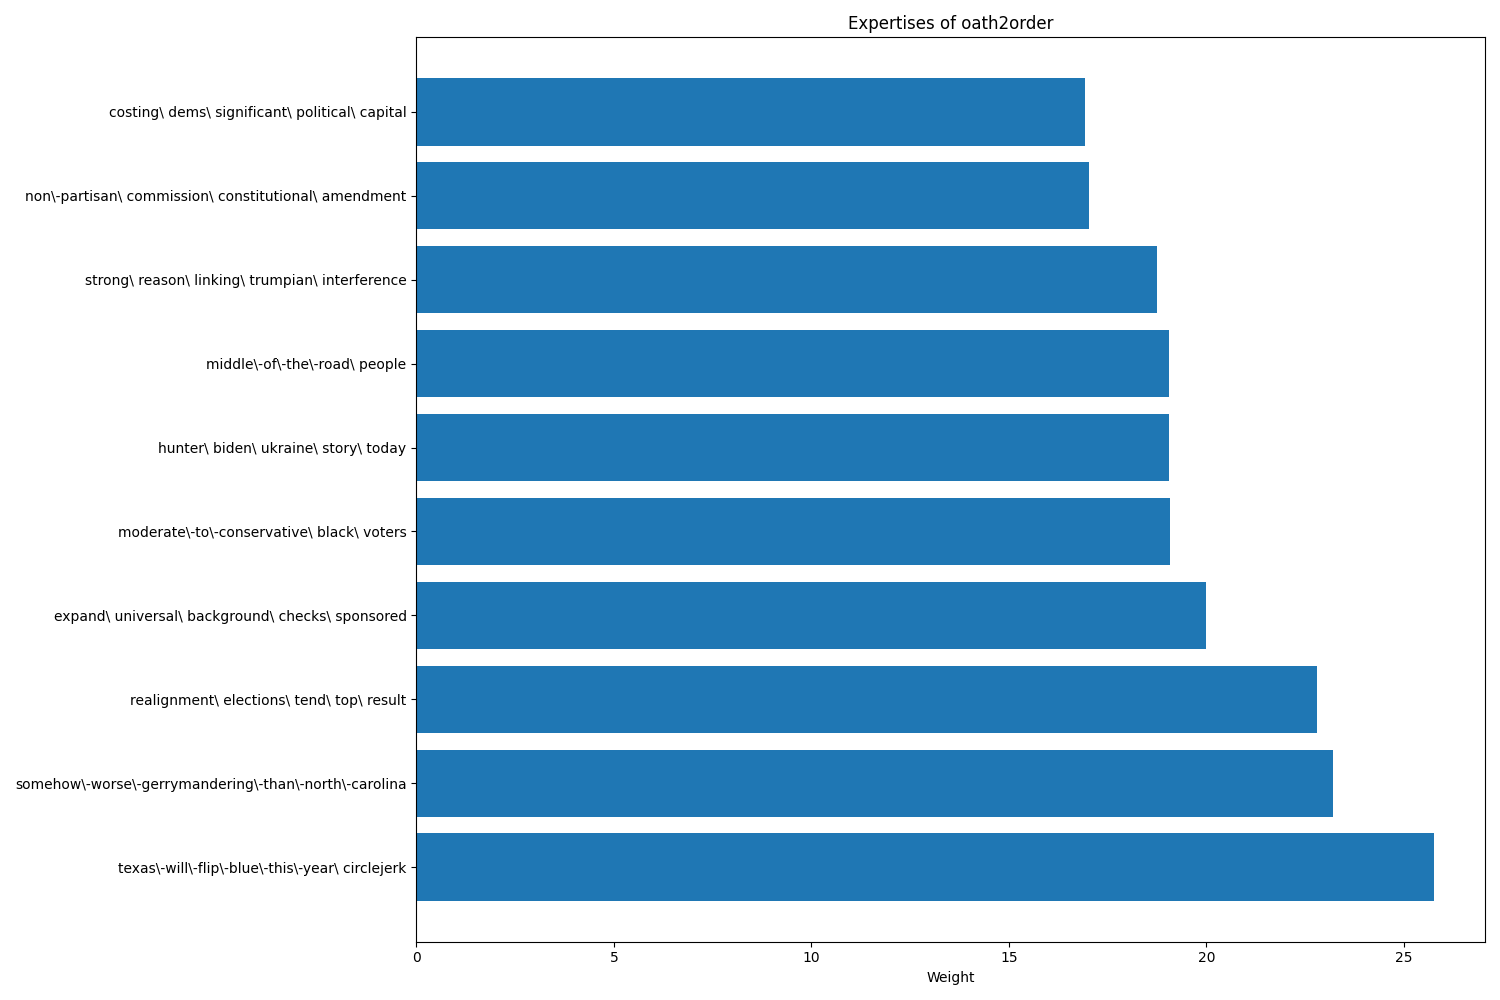 Expertises of oath2order
costing\ dems\ significant\ political\ capital
non\-partisan\ commission\ constitutional\ amendment
strong\ reason\ linking\ trumpian\ interference
middle\-of\-the\-road\ people
hunter\ biden\ ukraine\ story\ today
moderate\-to\-conservative\ black\ voters
expand\ universal\ background\ checks\ sponsored
realignment\ elections\ tend\ top\ result
somehow\-worse\-gerrymandering\-than\-north\-carolina
texas\-will\-flip\-blue\-this\-year\ circlejerk
0 5 10 15 20 25
Weight